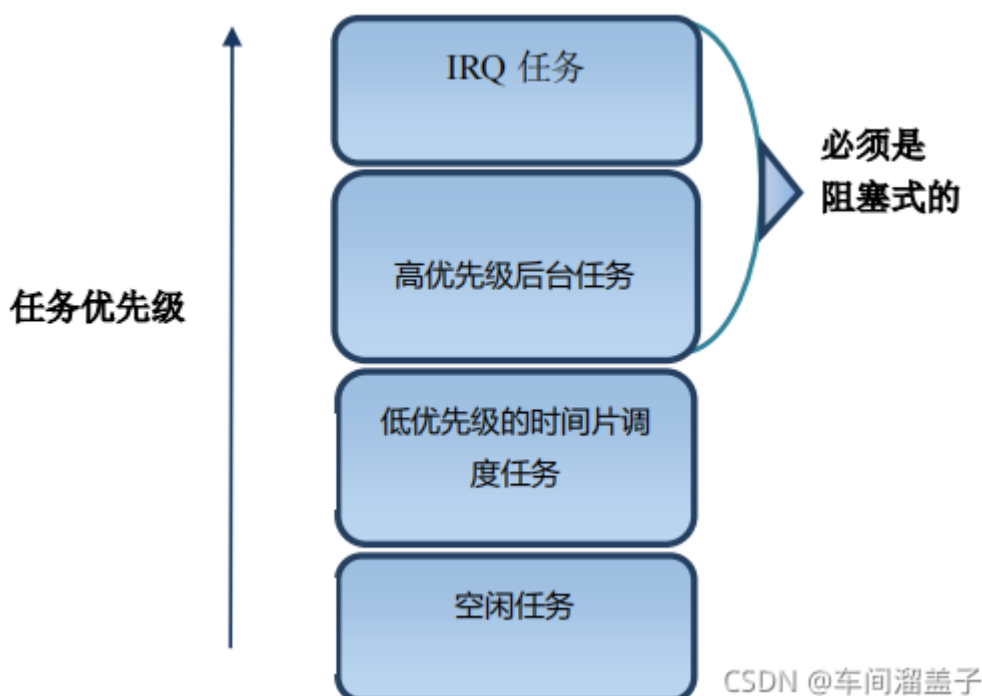 IRQ 任务
必须是
阻塞式的
高优先级后台任务
任务优先级
低优先级的时间片调
度任务
空闲任务
CSDN @车间溜盖子